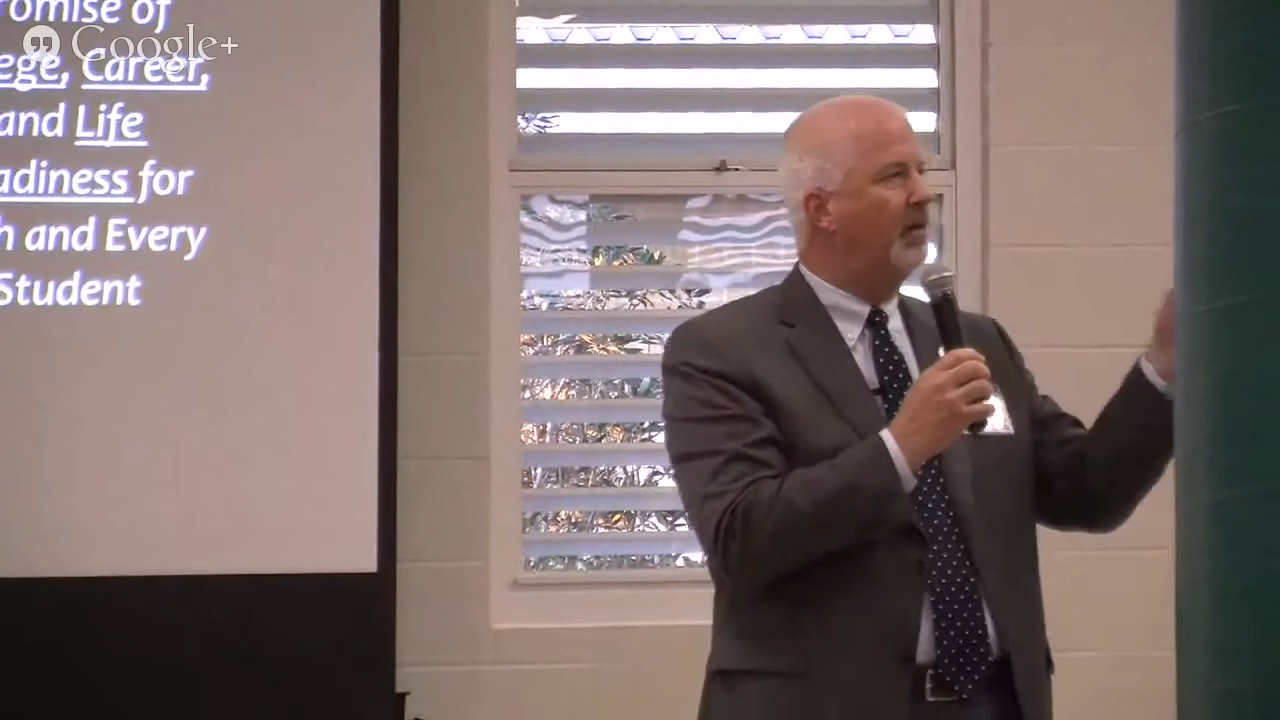 romise of
Google+
ege, Career,
and Life
adiness for
h and Every
Student